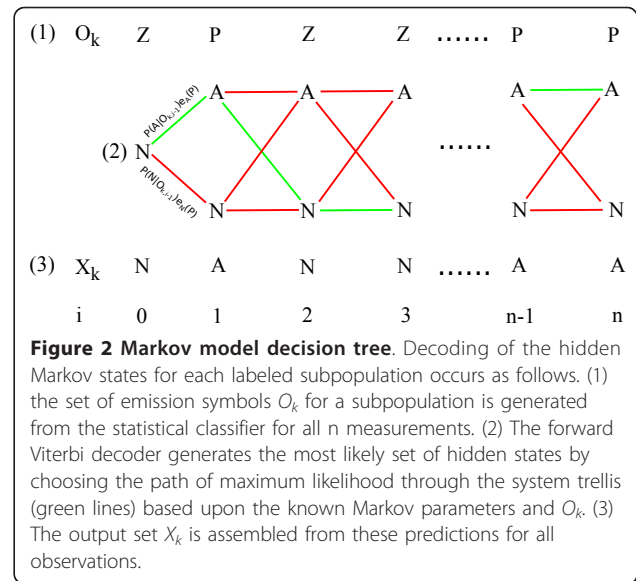 (1) O_k Z P Z Z ...... P P
A A A A A
P(A|O_k,i-1)e_A(P)
(2) N ......
P(N|O_k,i-1)e_N(P)
N N N N N
(3) X_k N A N N ...... A A
i 0 1 2 3 n-1 n
Figure 2 Markov model decision tree. Decoding of the hidden
Markov states for each labeled subpopulation occurs as follows. (1)
the set of emission symbols O_k for a subpopulation is generated
from the statistical classifier for all n measurements. (2) The forward
Viterbi decoder generates the most likely set of hidden states by
choosing the path of maximum likelihood through the system trellis
(green lines) based upon the known Markov parameters and O_k. (3)
The output set X_k is assembled from these predictions for all
observations.